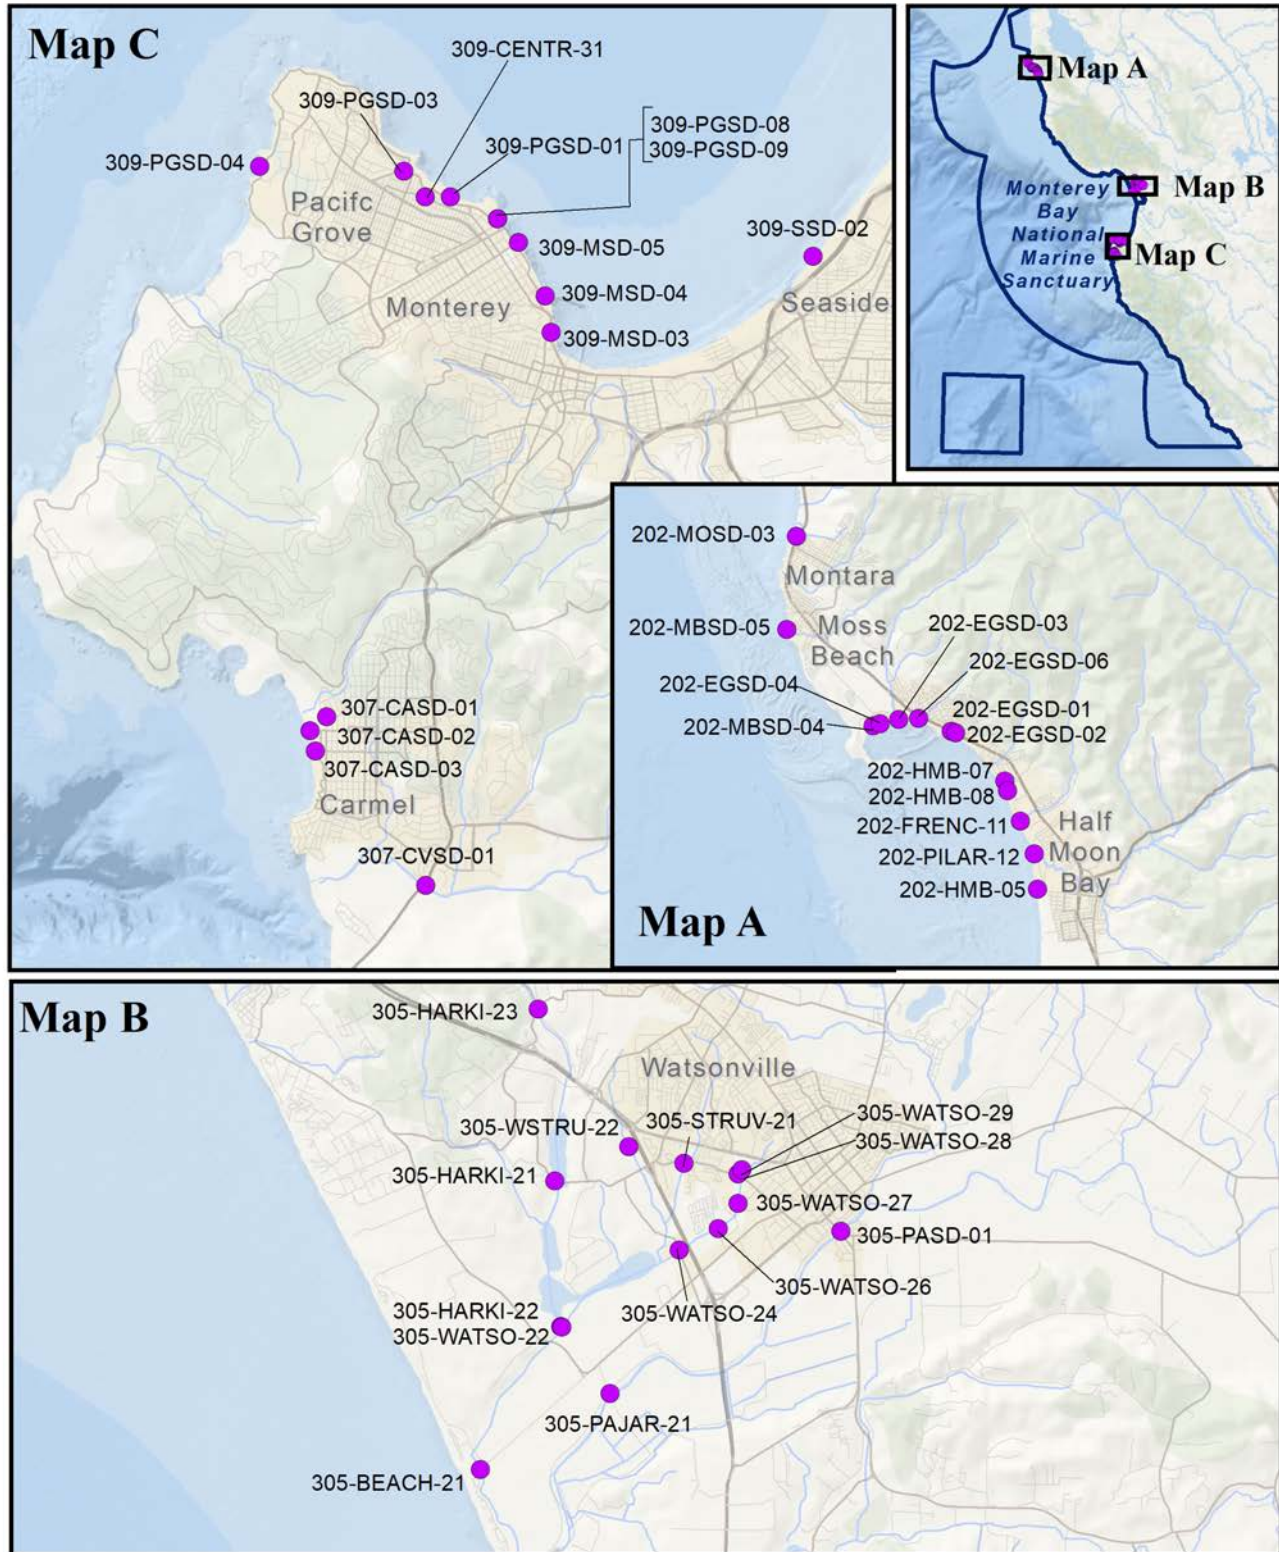 Map C
309-CENTR-31
309-PGSD-03
309-PGSD-08
309-PGSD-01
309-PGSD-09
309-PGSD-04
Pacifc
Grove
309-MSD-05
309-SSD-02
309-MSD-04
Monterey
Seaside
309-MSD-03
307-CASD-01
307-CASD-02
307-CASD-03
Carmel
307-CVSD-01
Map A
Map B
Map C
Monterey
Bay
National
Marine
Sanctuary
202-MOSD-03
Montara
202-MBSD-05
Moss
Beach
202-EGSD-03
202-EGSD-06
202-EGSD-04
202-MBSD-04
202-EGSD-01
202-EGSD-02
202-HMB-07
202-HMB-08
202-FRENC-11
202-PILAR-12
202-HMB-05
Half
Moon
Bay
Map A
Map B
305-HARKI-23
Watsonville
305-WATSO-29
305-STRUV-21
305-WSTRU-22
305-WATSO-28
305-HARKI-21
305-WATSO-27
305-PASD-01
305-WATSO-26
305-HARKI-22
305-WATSO-24
305-WATSO-22
305-PAJAR-21
305-BEACH-21